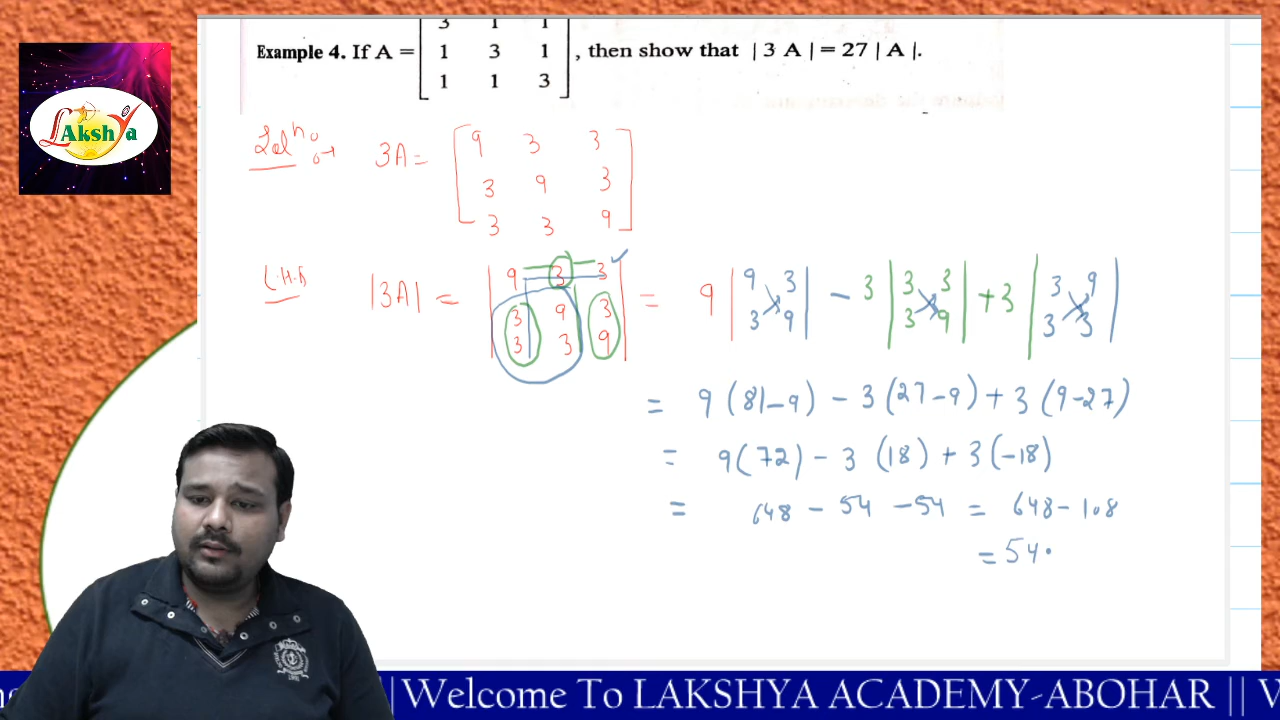 3 1 1
Example 4. If A = 1 3 1 , then show that | 3 A | = 27 | A |.
1 1 3
LAkshYa
Solⁿ 3A = 9 3 3
3 9 3
3 3 9
L.H.S
|3A| = | 9 3 3 | = 9 | 9 3 | - 3 | 3 3 | + 3 | 3 9 |
3 9 3 3 9 3 9 3 3
3 3 9
= 9 (81-9) - 3 (27-9) + 3 (9-27)
= 9(72) - 3 (18) + 3(-18)
= 648 - 54 - 54 = 648 - 108
= 540
|| Welcome To LAKSHYA ACADEMY-ABOHAR ||